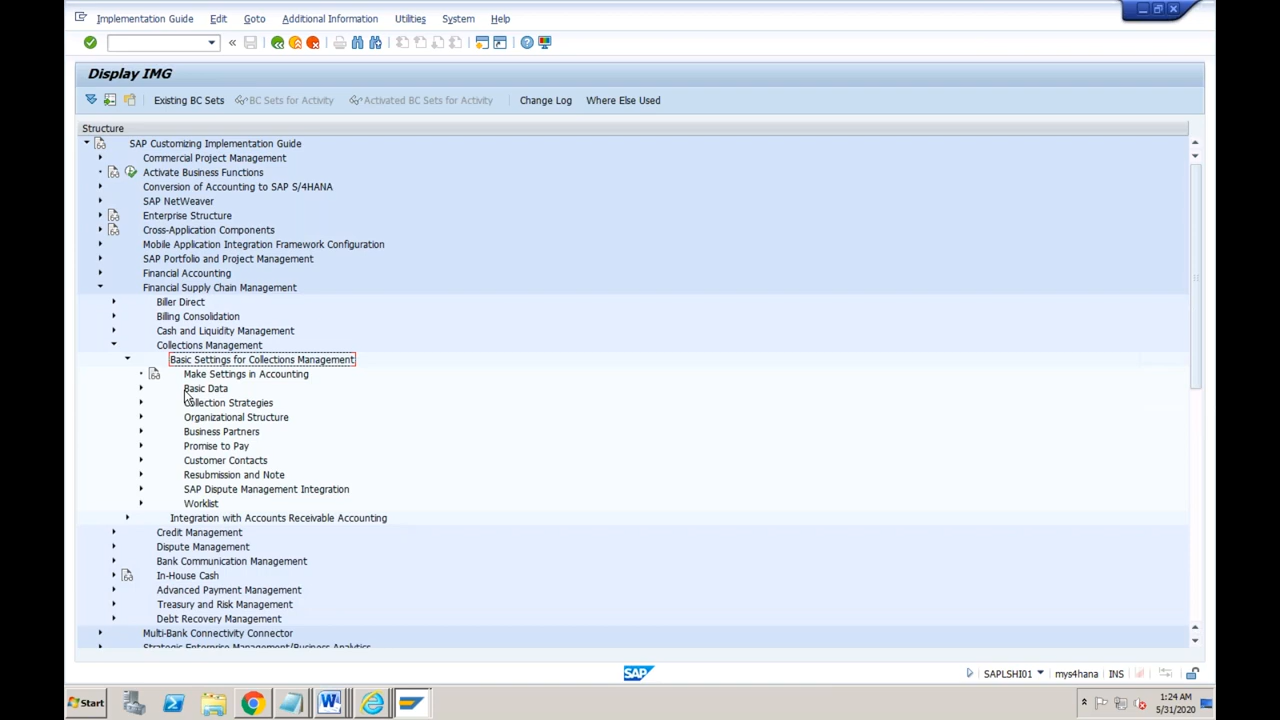 Implementation Guide Edit Goto Additional Information Utilities System Help
Display IMG
Existing BC Sets BC Sets for Activity Activated BC Sets for Activity Change Log Where Else Used
Structure
SAP Customizing Implementation Guide
Commercial Project Management
Activate Business Functions
Conversion of Accounting to SAP S/4HANA
SAP NetWeaver
Enterprise Structure
Cross-Application Components
Mobile Application Integration Framework Configuration
SAP Portfolio and Project Management
Financial Accounting
Financial Supply Chain Management
Biller Direct
Billing Consolidation
Cash and Liquidity Management
Collections Management
Basic Settings for Collections Management
Make Settings in Accounting
Basic Data
Collection Strategies
Organizational Structure
Business Partners
Promise to Pay
Customer Contacts
Resubmission and Note
SAP Dispute Management Integration
Worklist
Integration with Accounts Receivable Accounting
Credit Management
Dispute Management
Bank Communication Management
In-House Cash
Advanced Payment Management
Treasury and Risk Management
Debt Recovery Management
Multi-Bank Connectivity Connector
Strategic Enterprise Management/Business Analytics
SAP SAPLSHI01 mys4hana INS
Start 1:24 AM
5/31/2020